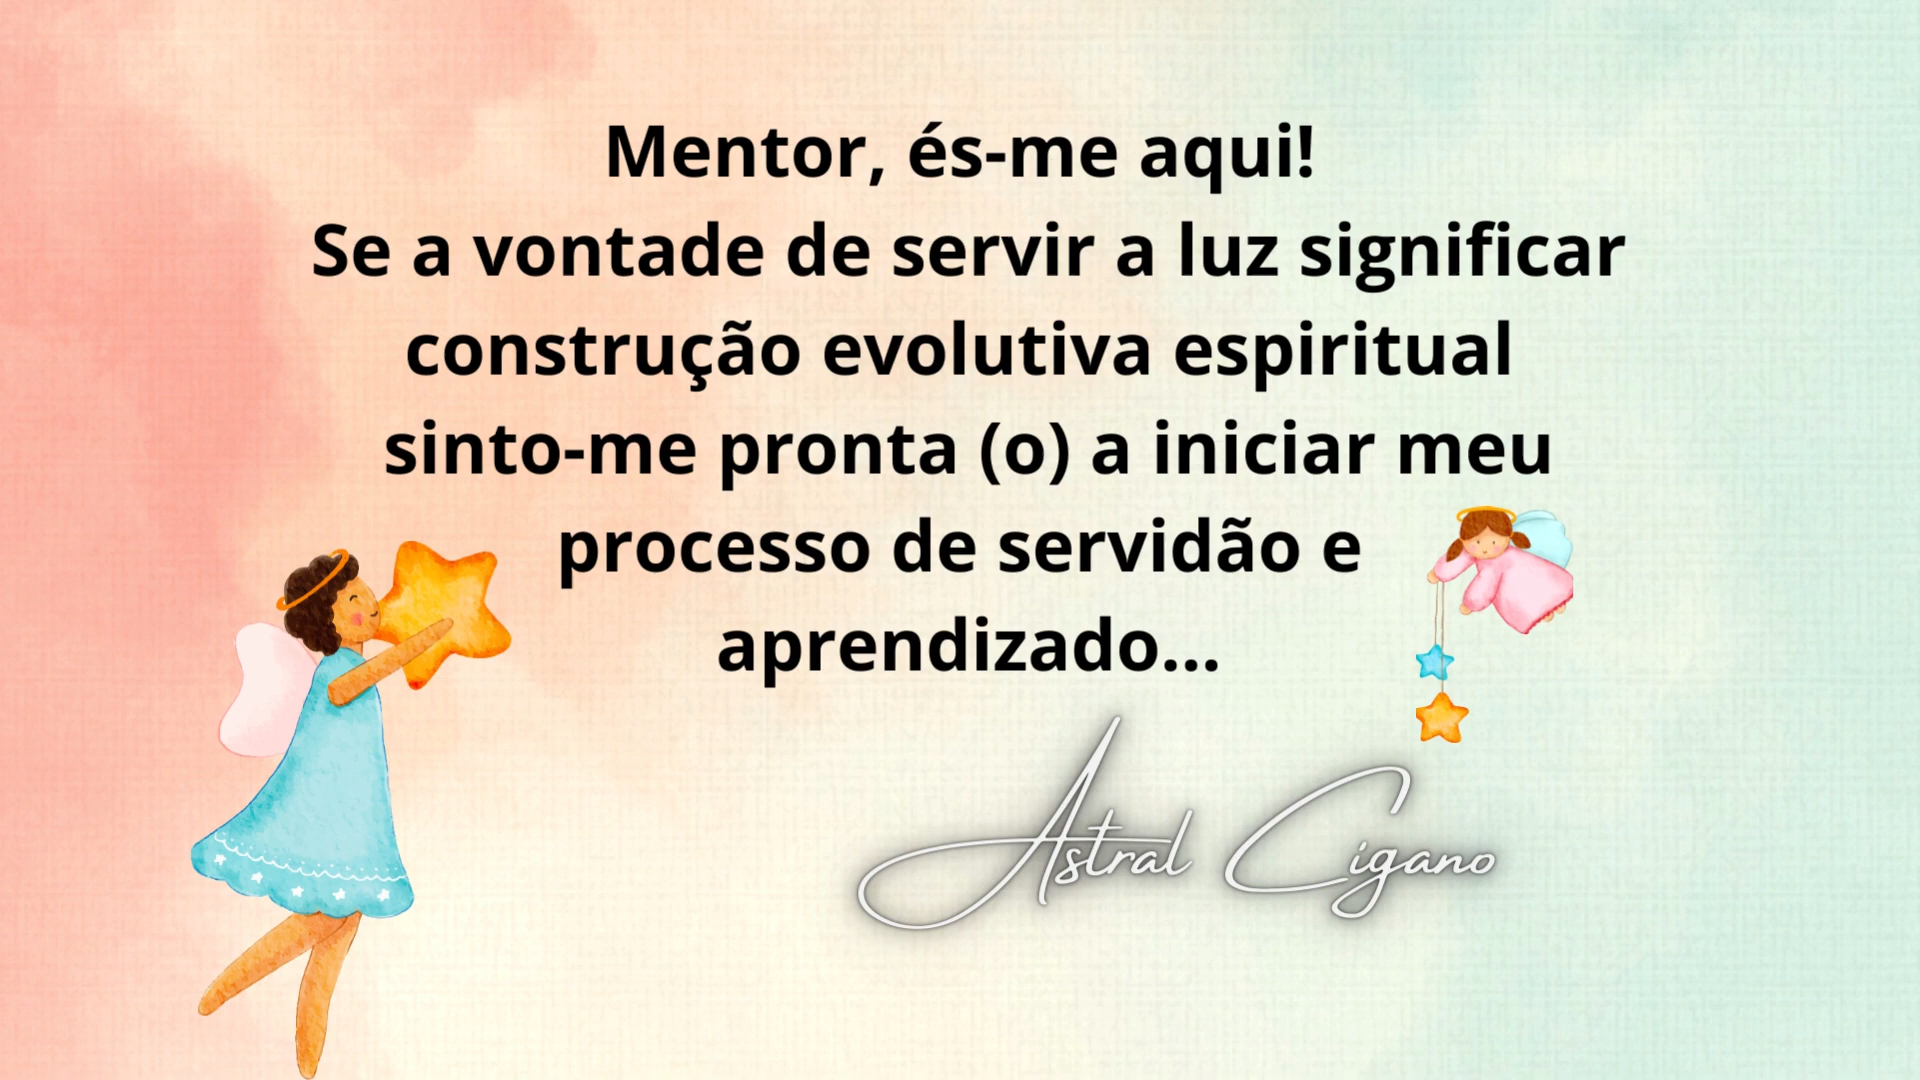 Mentor, és-me aqui!
Se a vontade de servir a luz significar
construção evolutiva espiritual
sinto-me pronta (o) a iniciar meu
processo de servidão e
aprendizado...
Astral Cigano